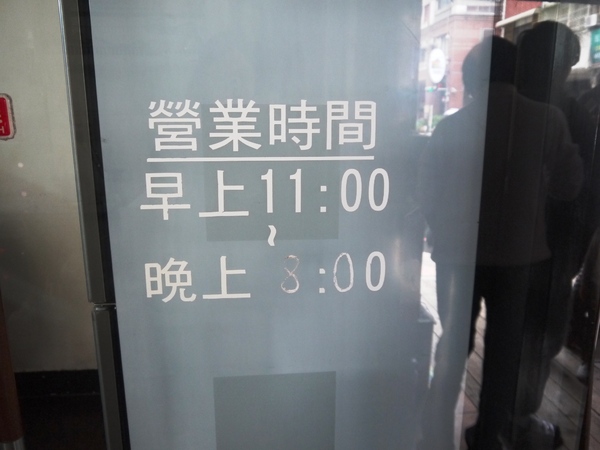 營業時間
早上11:00
~
晚上 8:00